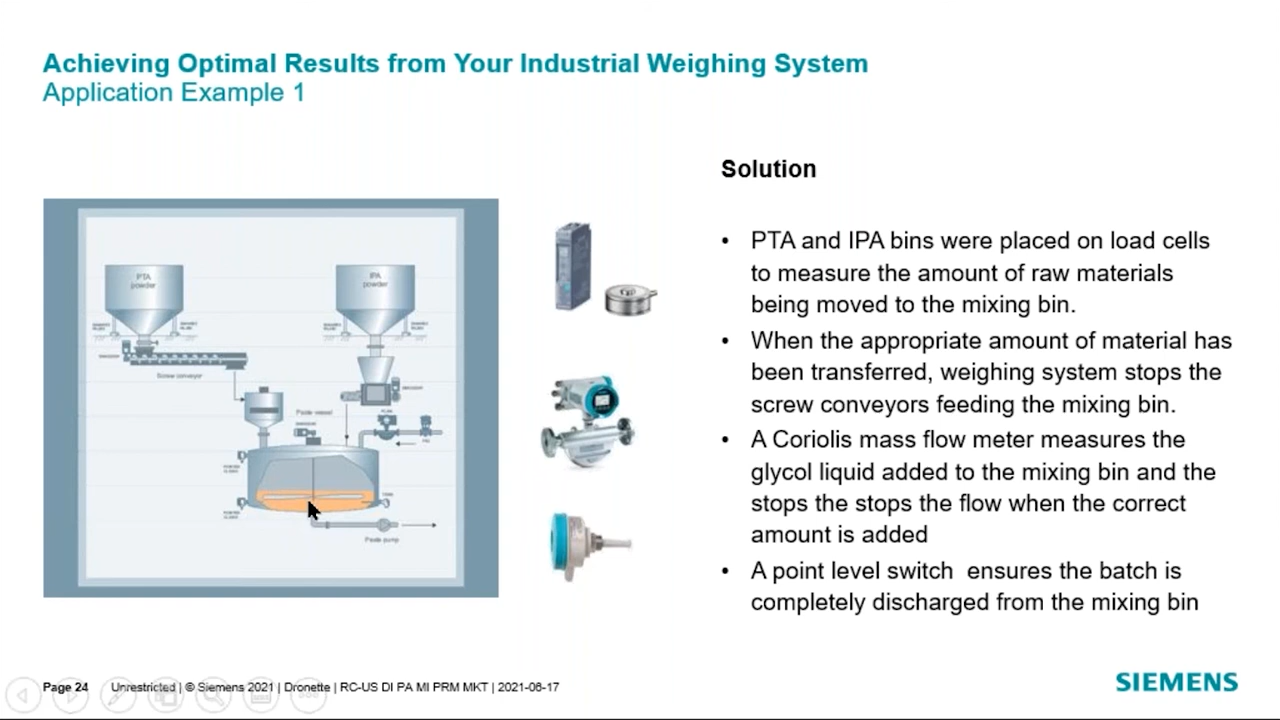 Achieving Optimal Results from Your Industrial Weighing System
Application Example 1
Solution
• PTA and IPA bins were placed on load cells
to measure the amount of raw materials
being moved to the mixing bin.
• When the appropriate amount of material has
been transferred, weighing system stops the
screw conveyors feeding the mixing bin.
• A Coriolis mass flow meter measures the
glycol liquid added to the mixing bin and the
stops the stops the flow when the correct
amount is added
• A point level switch  ensures the batch is
completely discharged from the mixing bin
PTA
powder
IPA
powder
Screw conveyor
Paste vessel
Paste pump
Page 24 Unrestricted | © Siemens 2021 | Dronette | RC-US DI PA MI PRM MKT | 2021-06-17
SIEMENS